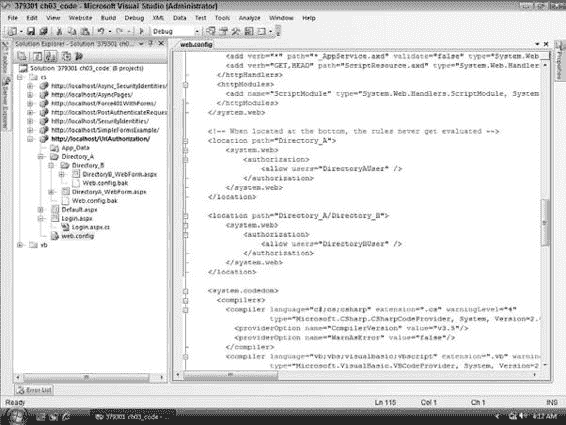 379301 ch03_code - Microsoft Visual Studio (Administrator)
File Edit View Website Build Debug XML Data Test Tools Analyze Window Help
Debug
Solution Explorer - 379301 ch03...
web.config
Toolbox
Server Explorer
Properties
Solution '379301 ch03_code' (8 projects)
cs
http://localhost/Async_SecurityIdentities/
http://localhost/AsyncPages/
http://localhost/Force401WithForms/
http://localhost/PostAuthenticateReques
http://localhost/SecurityIdentities/
http://localhost/SimpleFormsExample/
http://localhost/UrlAuthorization/
App_Data
Directory_A
Directory_B
DirectoryB_WebForm.aspx
Web.config.bak
DirectoryA_WebForm.aspx
Web.config.bak
Default.aspx
Login.aspx
Login.aspx.cs
web.config
vb
<add verb="*" path="*_AppService.axd" validate="false" type="System.Web
<add verb="GET,HEAD" path="ScriptResource.axd" type="System.Web.Handler
</httpHandlers>
<httpModules>
<add name="ScriptModule" type="System.Web.Handlers.ScriptModule, System
</httpModules>
</system.web>
<!-- When located at the bottom, the rules never get evaluated -->
<location path="Directory_A">
<system.web>
<authorization>
<allow users="DirectoryAUser" />
</authorization>
</system.web>
</location>
<location path="Directory_A/Directory_B">
<system.web>
<authorization>
<allow users="DirectoryBUser" />
</authorization>
</system.web>
</location>
<system.codedom>
<compilers>
<compiler language="c#;cs;csharp" extension=".cs" warningLevel="4"
type="Microsoft.CSharp.CSharpCodeProvider, System, Version=2.
<providerOption name="CompilerVersion" value="v3.5"/>
<providerOption name="WarnAsError" value="false"/>
</compiler>
<compiler language="vb;vbs;visualbasic;vbscript" extension=".vb" warnin
type="Microsoft.VisualBasic.VBCodeProvider, System, Version=2
Error List
Ready
Ln 115 Col 1 Ch 1 INS
379301 ch03_code - ...
4:12 AM